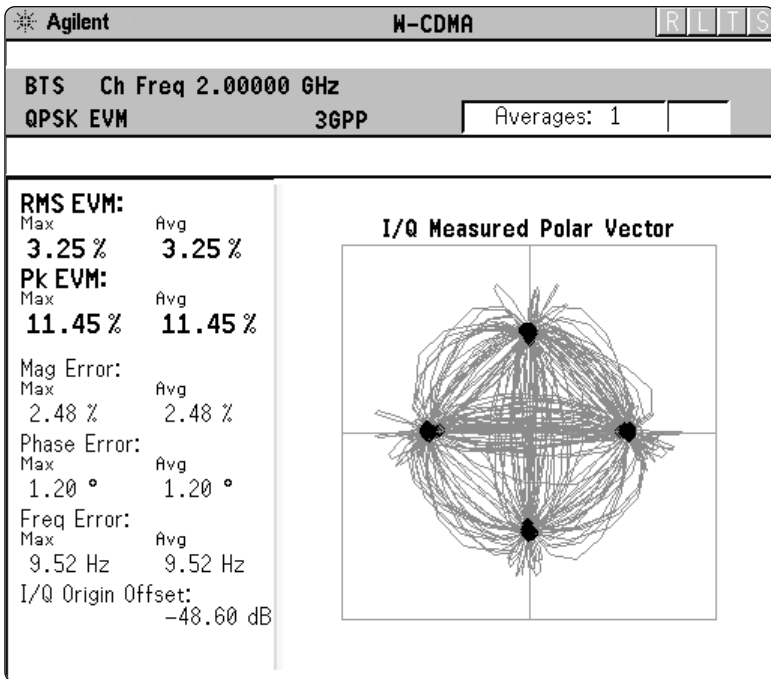 Agilent W-CDMA R L T S
BTS Ch Freq 2.00000 GHz
QPSK EVM 3GPP Averages: 1
RMS EVM:
Max Avg
3.25 % 3.25 %
Pk EVM:
Max Avg
11.45 % 11.45 %
Mag Error:
Max Avg
2.48 % 2.48 %
Phase Error:
Max Avg
1.20 ° 1.20 °
Freq Error:
Max Avg
9.52 Hz 9.52 Hz
I/Q Origin Offset:
-48.60 dB
I/Q Measured Polar Vector